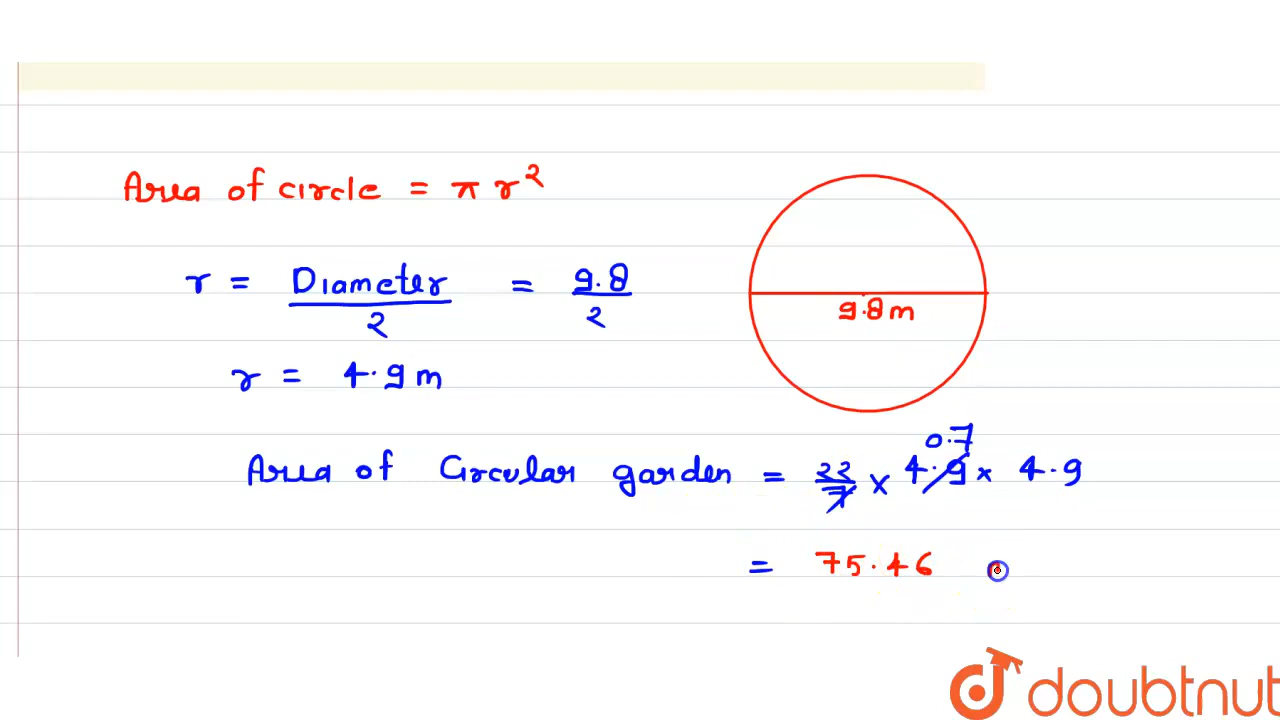 Area of circle = π r²
r = Diameter / 2 = 9.8 / 2
9.8m
r = 4.9 m
0.7
Area of Circular garden = 22/7 × 4.9 × 4.9
= 75.46
doubtnut